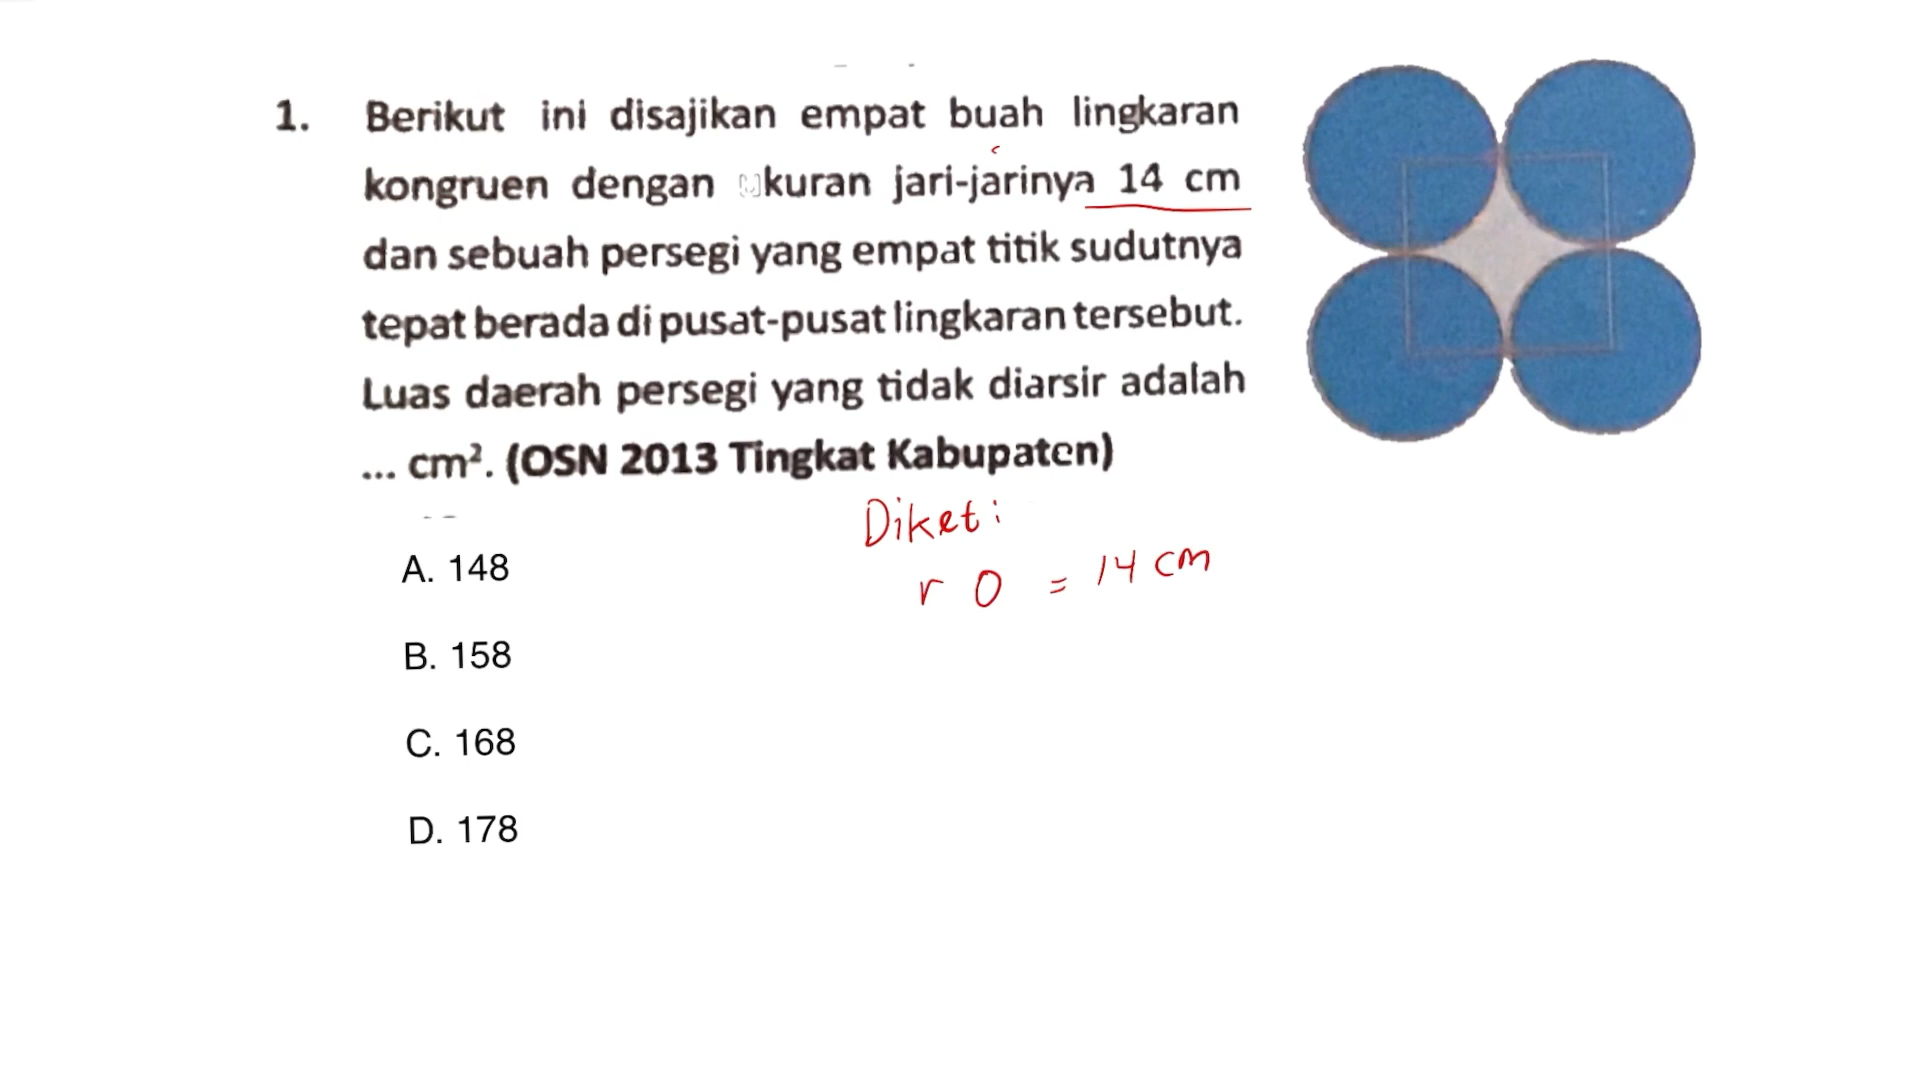 1. Berikut ini disajikan empat buah lingkaran
kongruen dengan ukuran jari-jarinya 14 cm
dan sebuah persegi yang empat titik sudutnya
tepat berada di pusat-pusat lingkaran tersebut.
Luas daerah persegi yang tidak diarsir adalah
... cm². (OSN 2013 Tingkat Kabupaten)
Diket:
r O = 14 cm
A. 148
B. 158
C. 168
D. 178